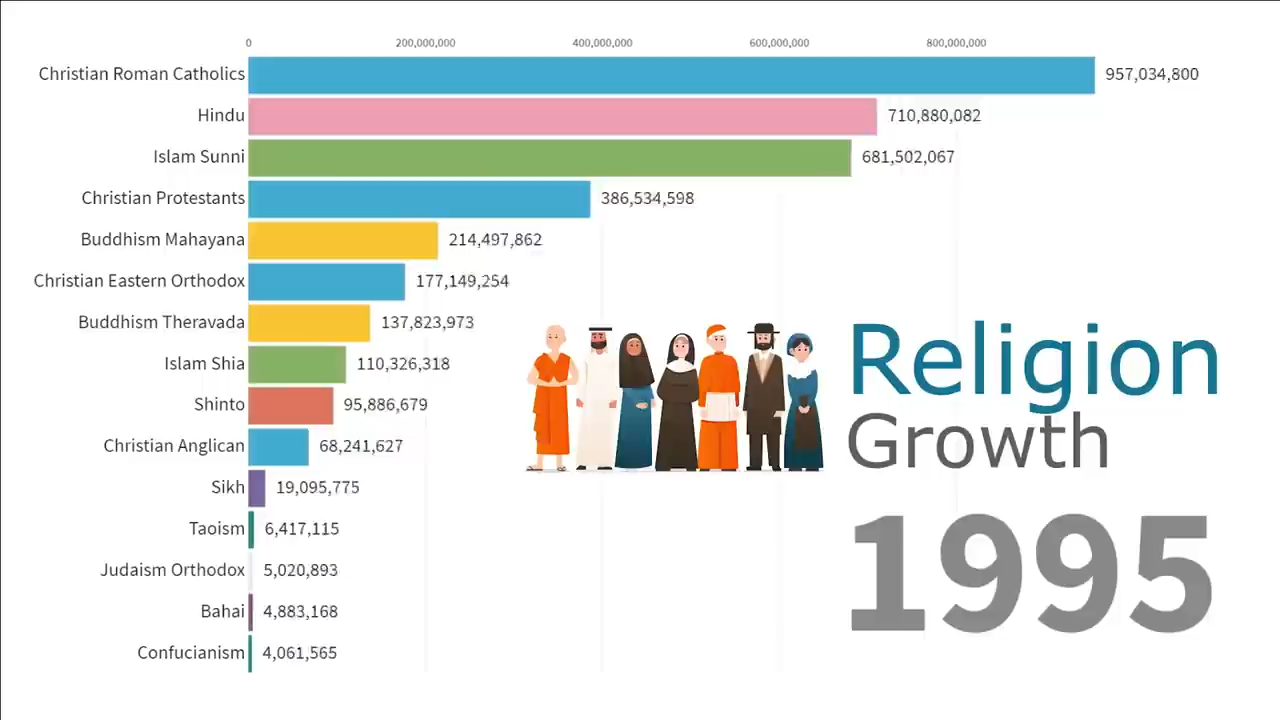 0 200,000,000 400,000,000 600,000,000 800,000,000
Christian Roman Catholics 957,034,800
Hindu 710,880,082
Islam Sunni 681,502,067
Christian Protestants 386,534,598
Buddhism Mahayana 214,497,862
Christian Eastern Orthodox 177,149,254
Buddhism Theravada 137,823,973
Islam Shia 110,326,318
Shinto 95,886,679
Christian Anglican 68,241,627
Sikh 19,095,775
Taoism 6,417,115
Judaism Orthodox 5,020,893
Bahai 4,883,168
Confucianism 4,061,565
Religion
Growth
1995